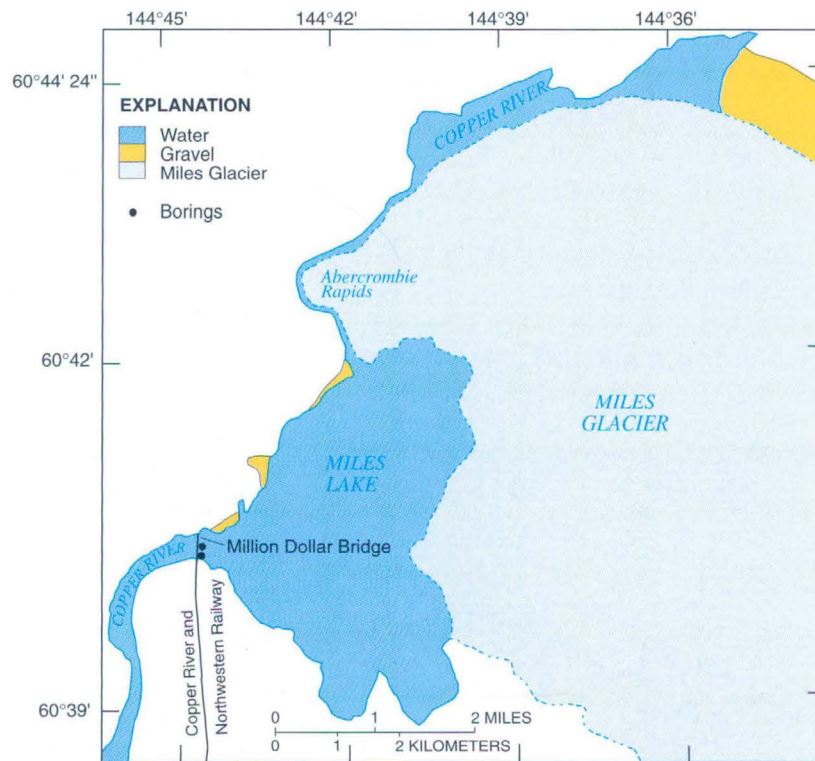 144°45' 144°42' 144°39' 144°36'
60°44' 24"
EXPLANATION
Water
Gravel
Miles Glacier
Borings
COPPER RIVER
Abercrombie
Rapids
60°42'
MILES
GLACIER
MILES
LAKE
Million Dollar Bridge
COPPER RIVER
Copper River and
Northwestern Railway
60°39'
0 1 2 MILES
0 1 2 KILOMETERS